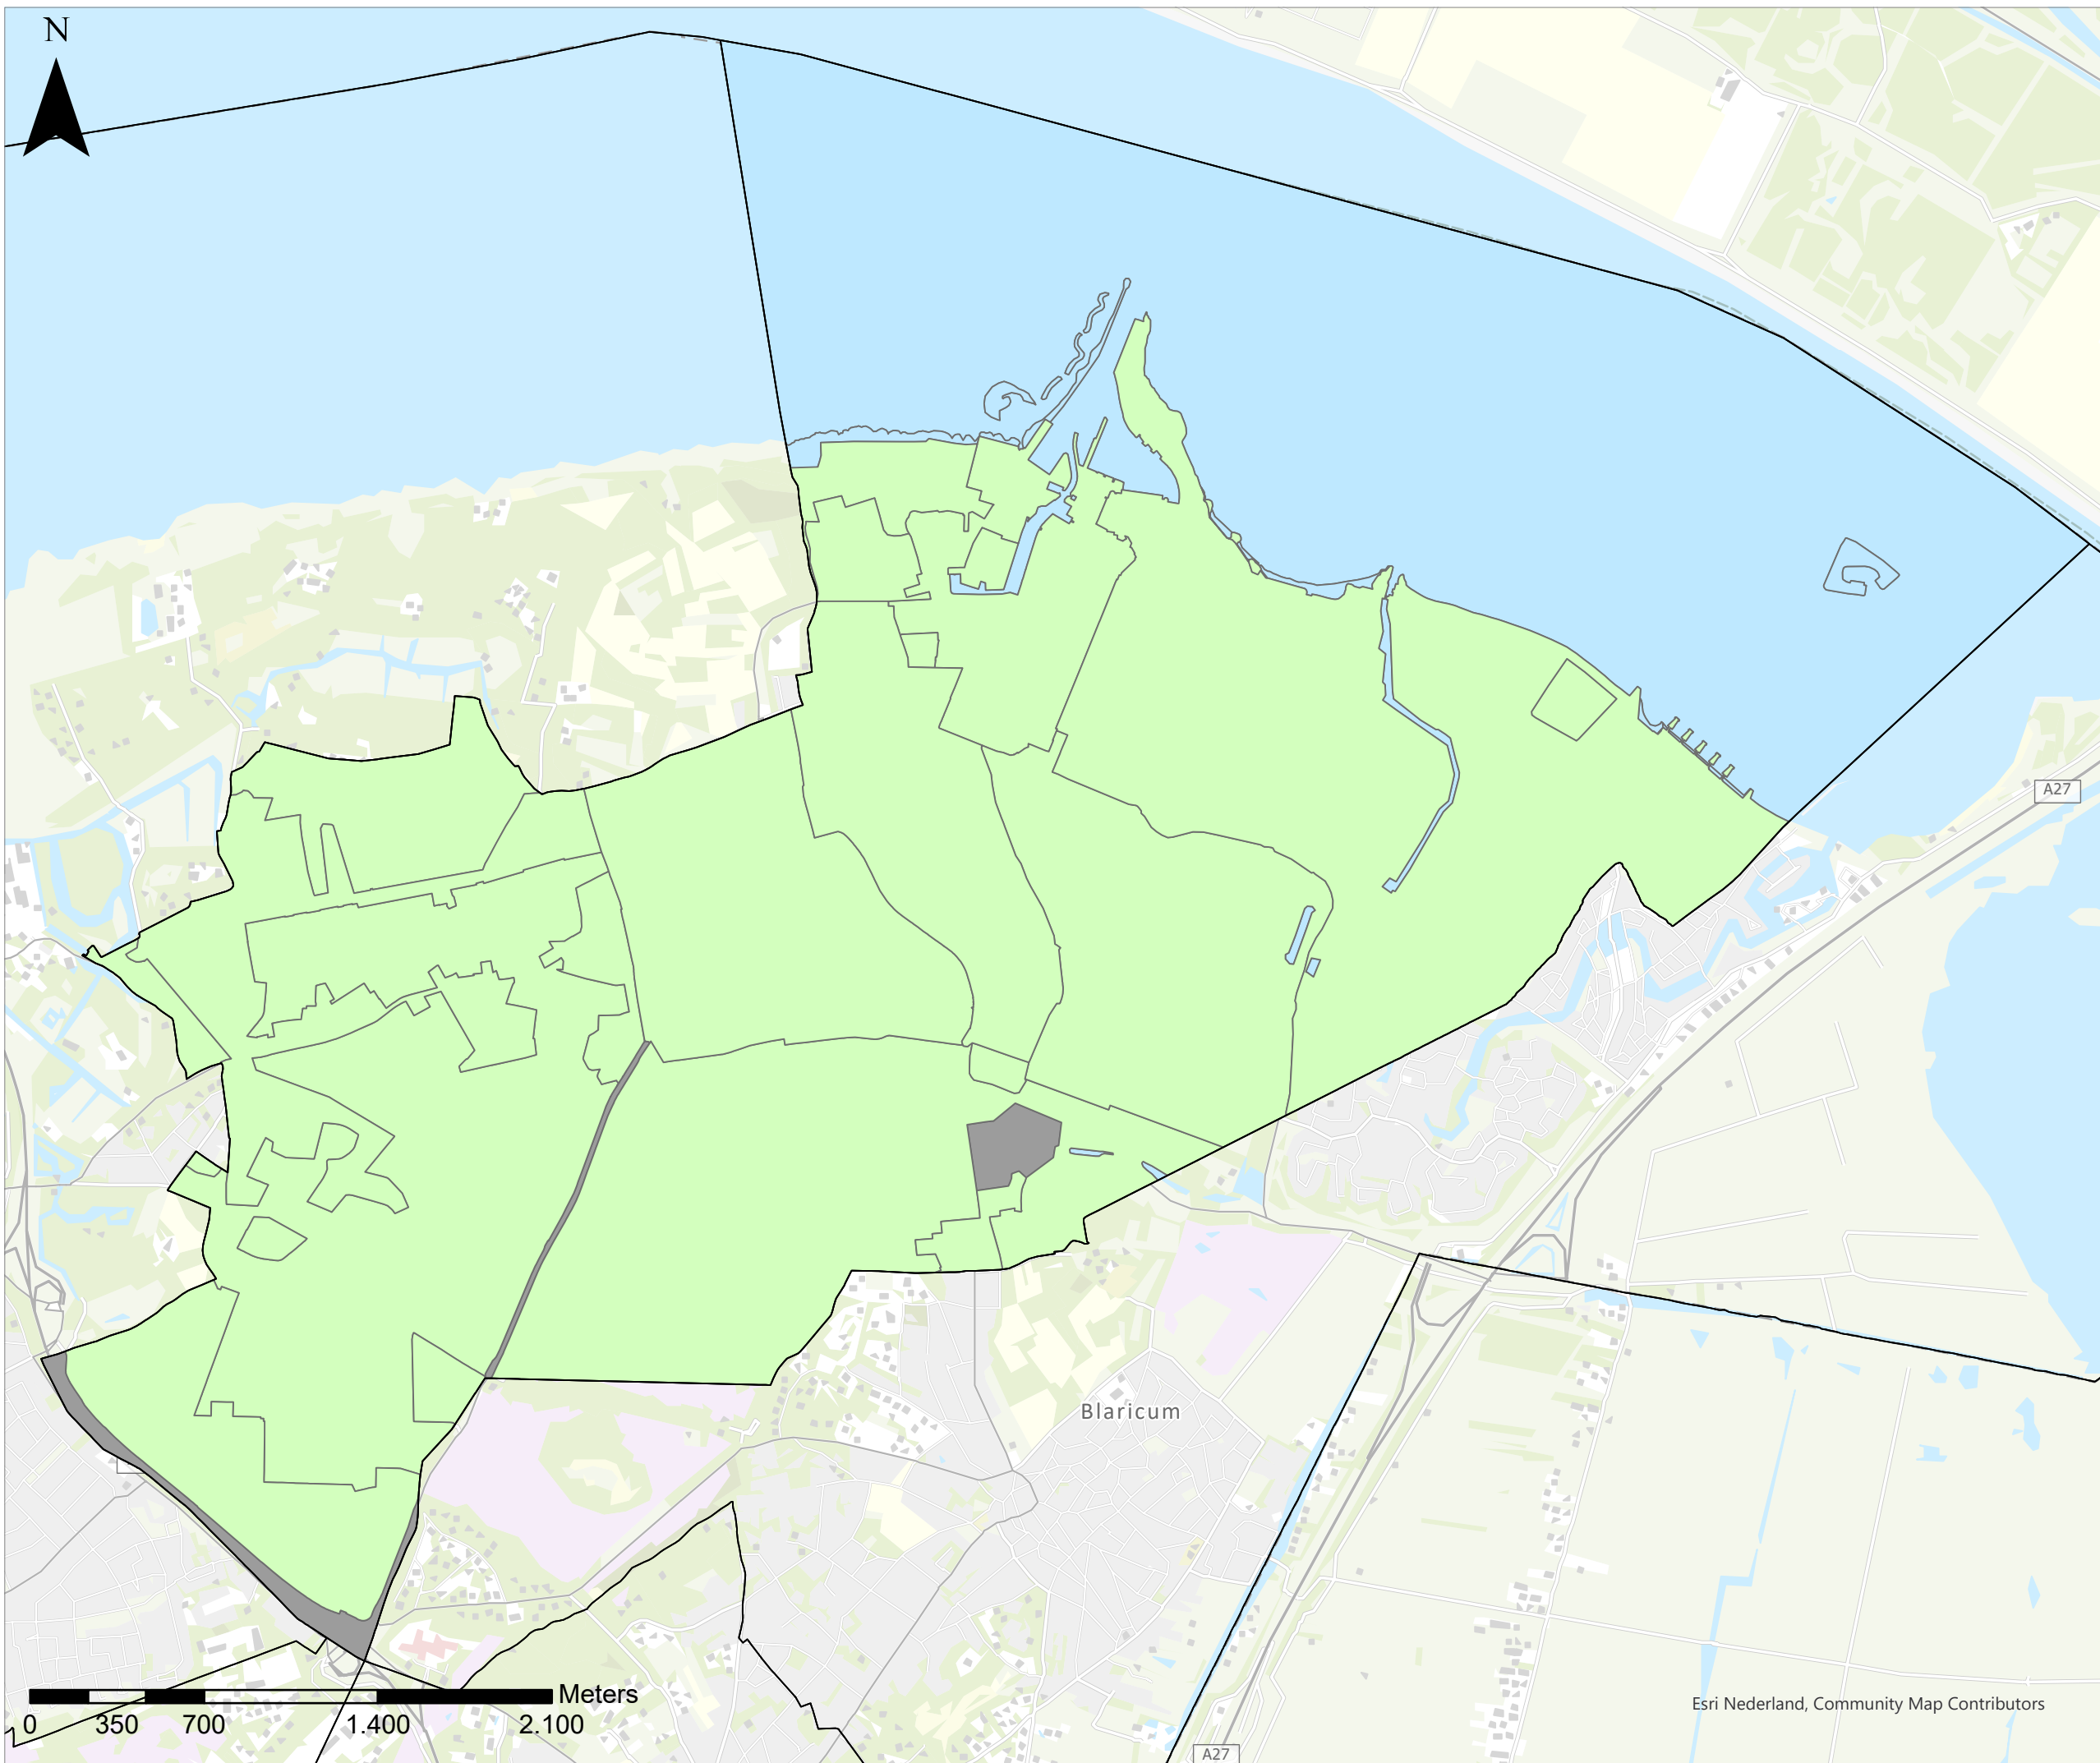 N
A27
Blaricum
Meters
0 350 700 1.400 2.100
Esri Nederland, Community Map Contributors
A27